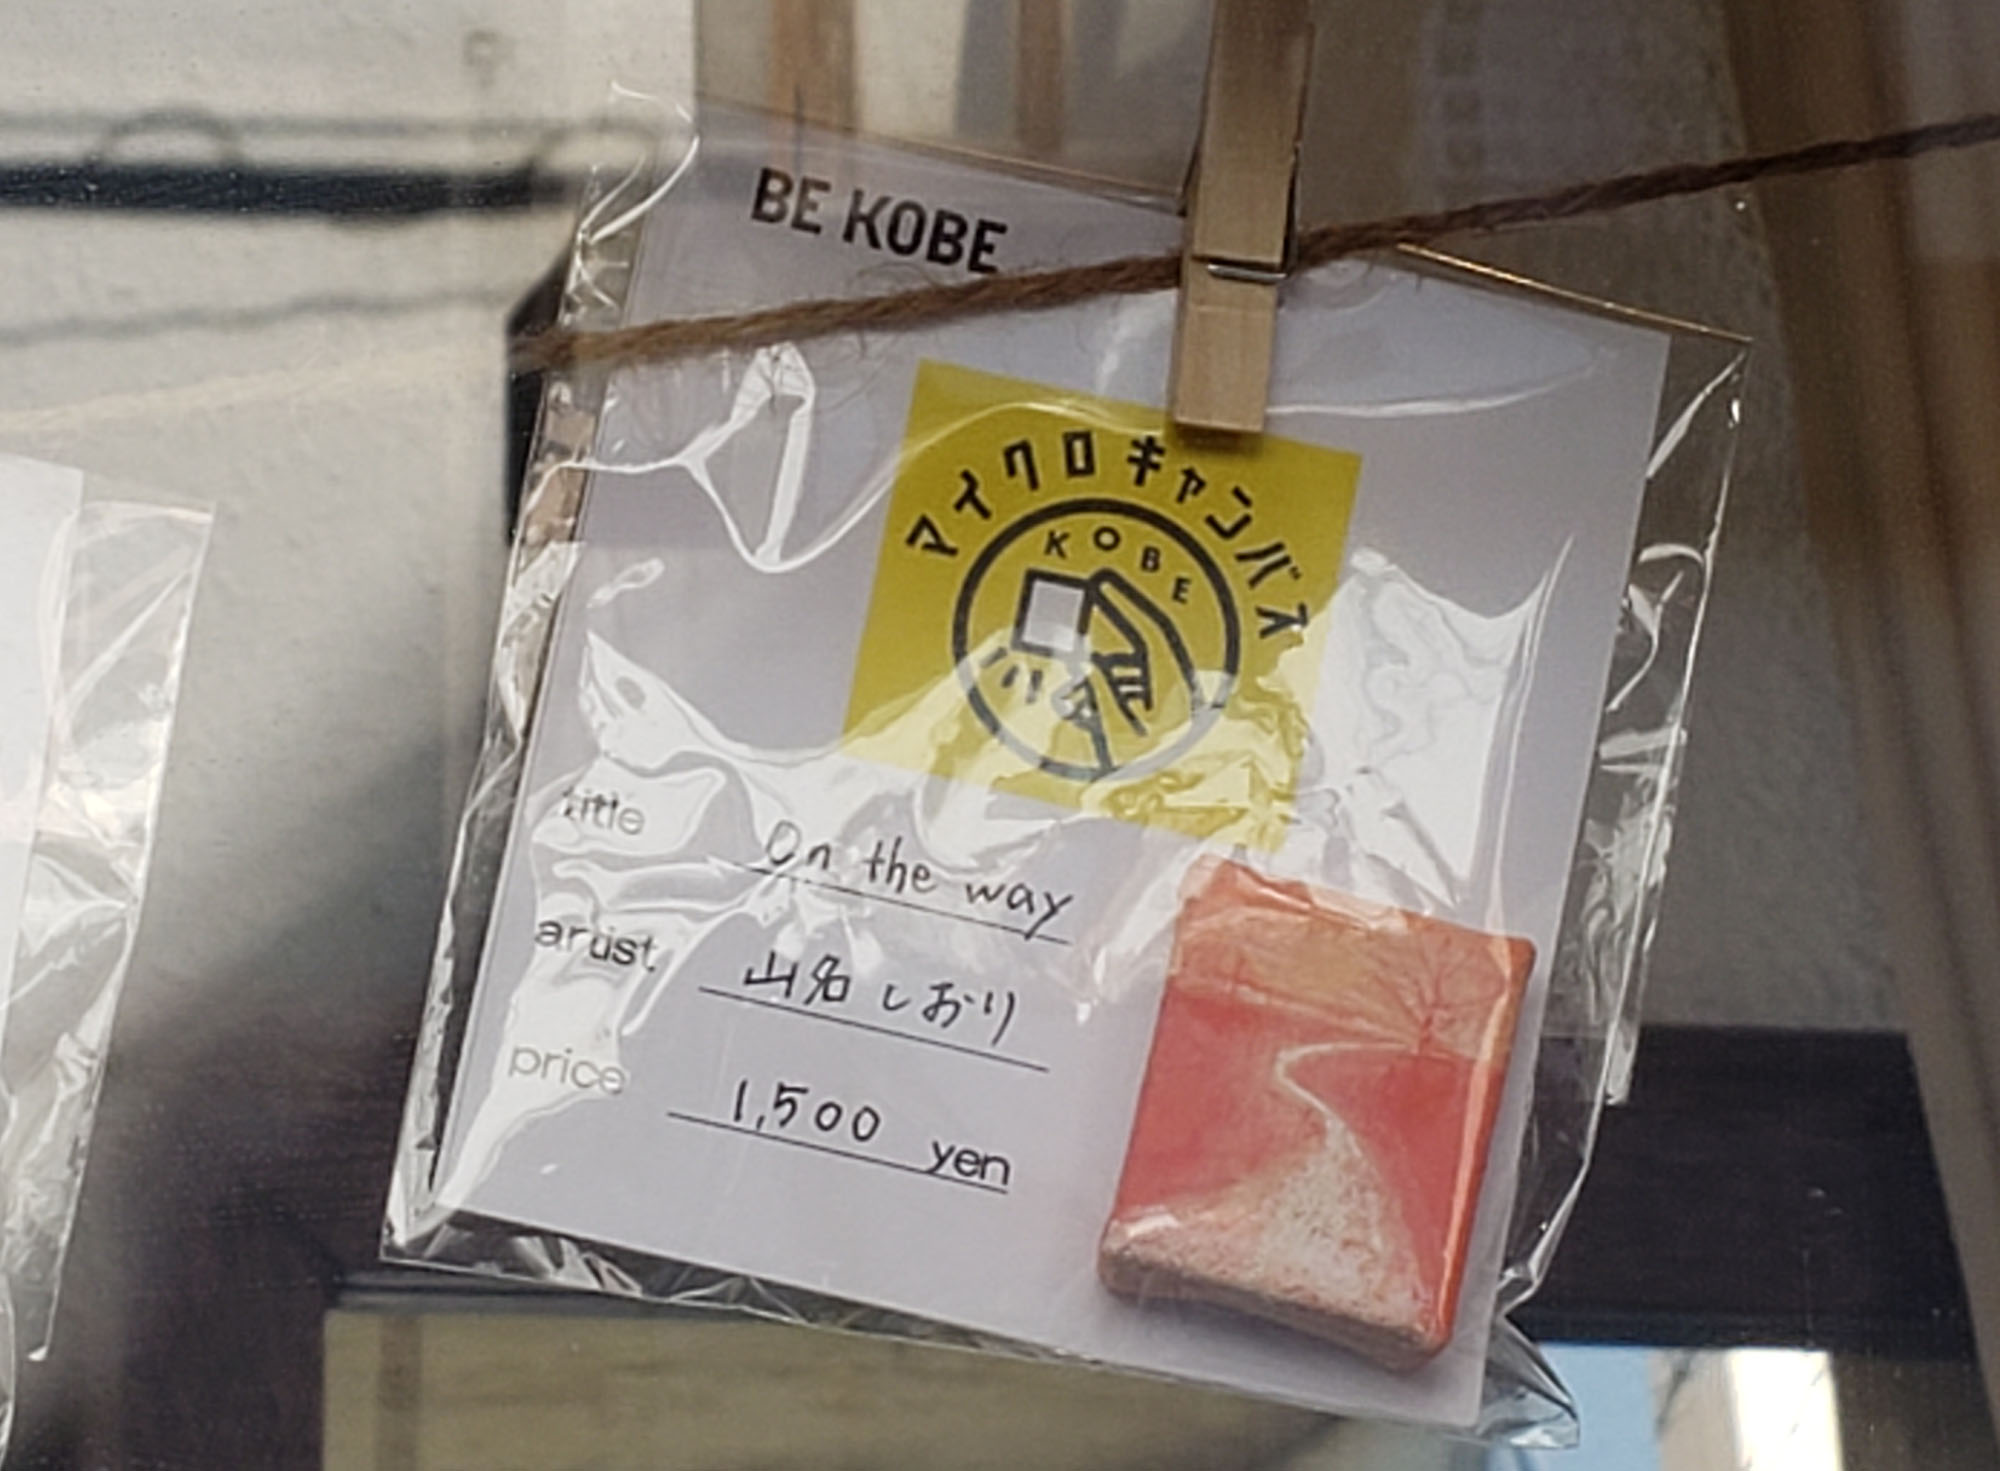 BE KOBE
マイクロキャンバス
KOBE
title On the way
artist 山名 しおり
price 1,500 yen